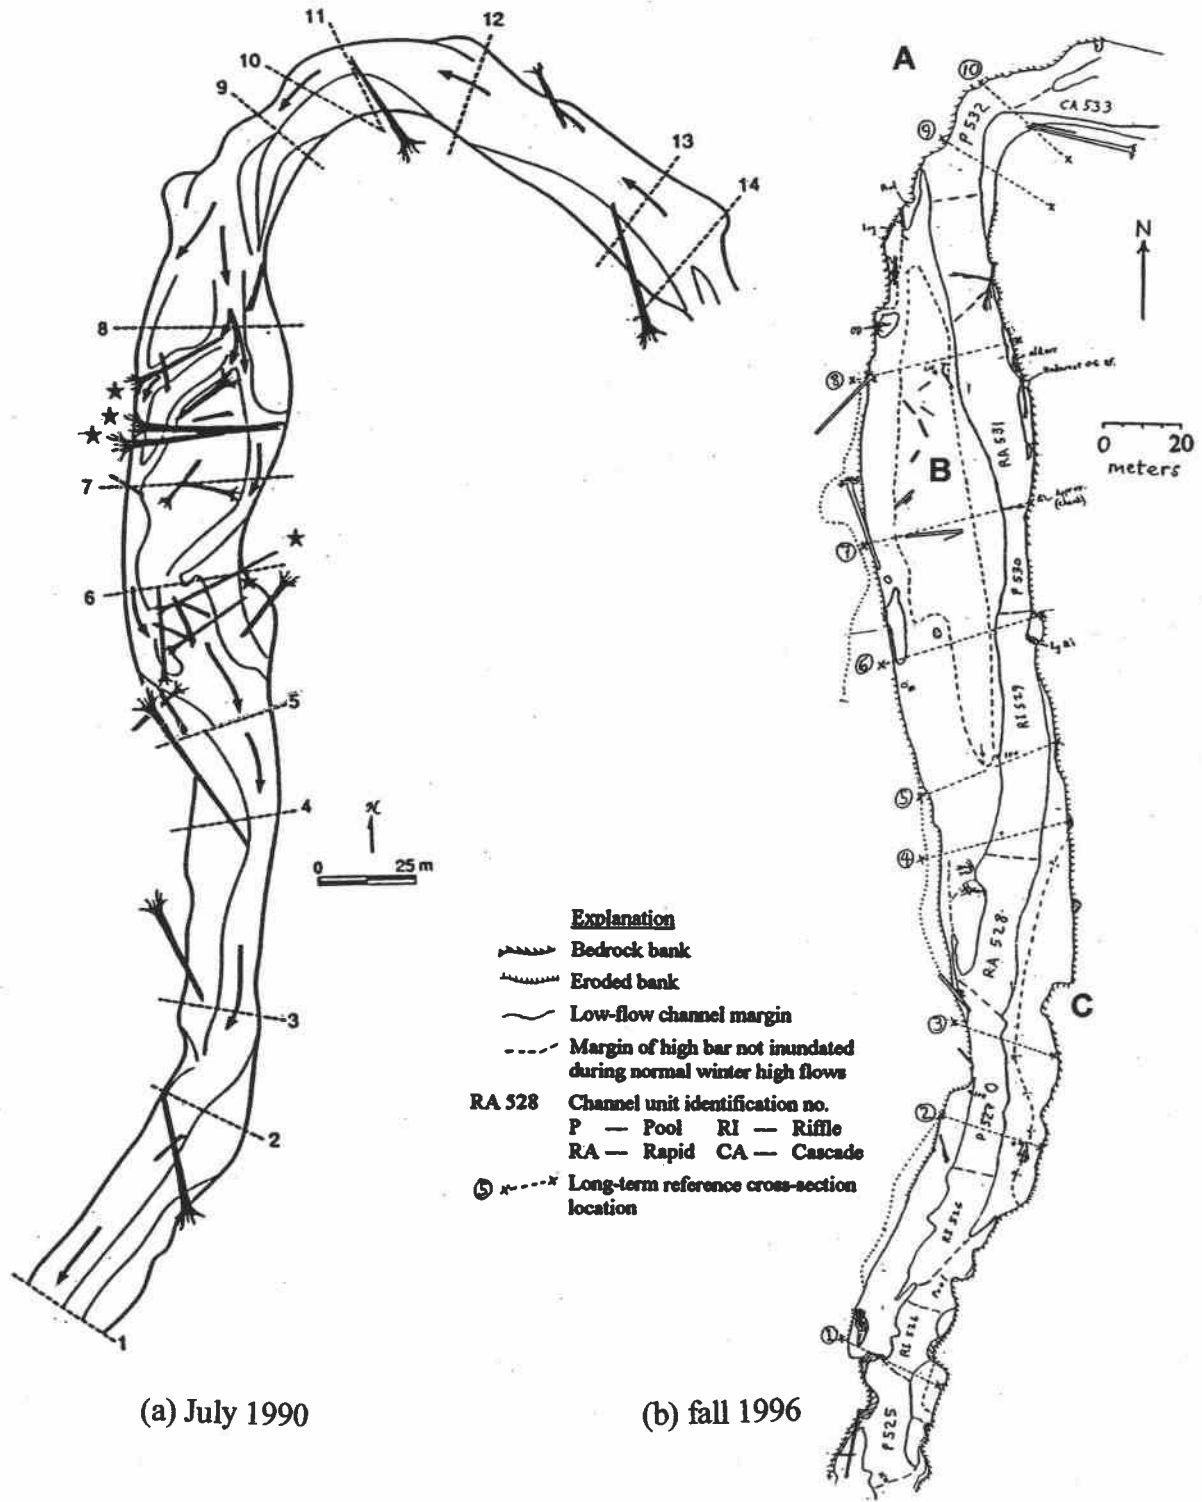 11
12
10
9
13
14
8
7
6
5
4
3
2
1
N
0 25 m
(a) July 1990
A
⑩
P 532
CA 533
⑨
N
⑧
B
RA 531
0 20
meters
⑦
P 530
⑥
RI 529
⑤
④
RA 528
C
③
②
P 527
RI 526
①
RI 526
P 525
Explanation
Bedrock bank
Eroded bank
Low-flow channel margin
Margin of high bar not inundated
during normal winter high flows
RA 528 Channel unit identification no.
P — Pool RI — Riffle
RA — Rapid CA — Cascade
⑤ x----x Long-term reference cross-section
location
(b) fall 1996